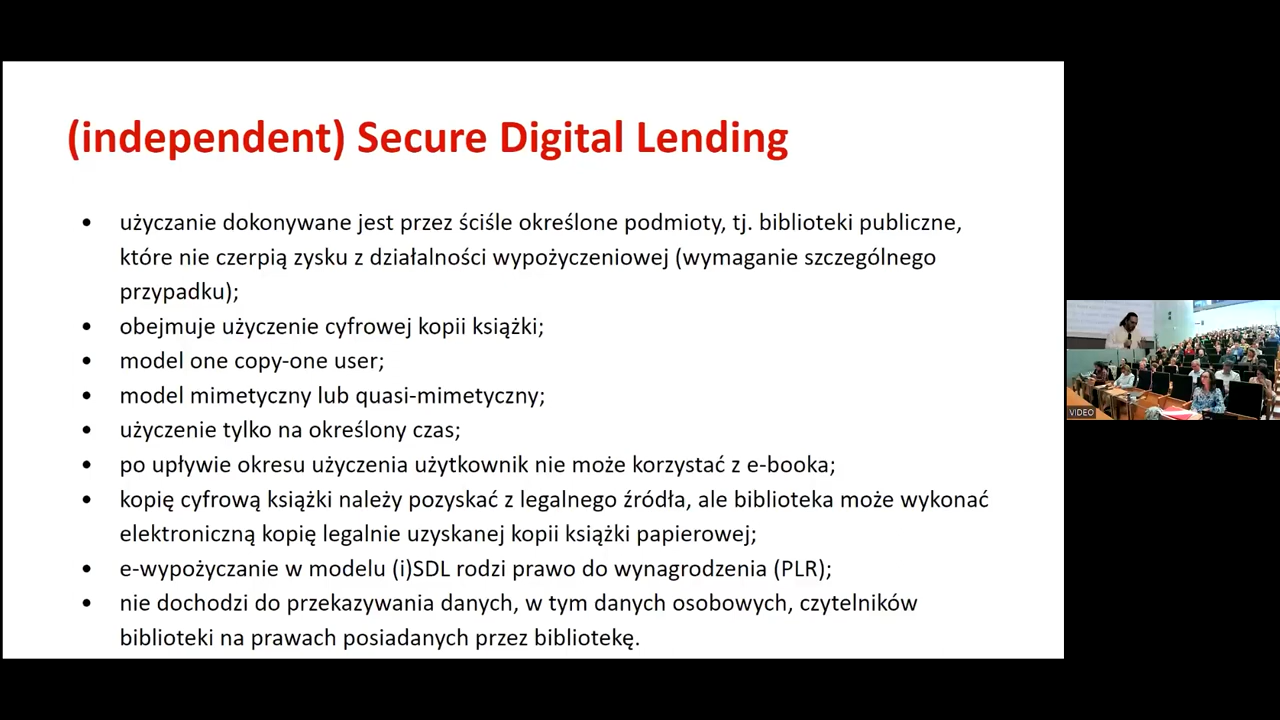 (independent) Secure Digital Lending
• użyczanie dokonywane jest przez ściśle określone podmioty, tj. biblioteki publiczne,
które nie czerpią zysku z działalności wypożyczeniowej (wymaganie szczególnego
przypadku);
• obejmuje użyczenie cyfrowej kopii książki;
• model one copy-one user;
• model mimetyczny lub quasi-mimetyczny;
• użyczenie tylko na określony czas;
• po upływie okresu użyczenia użytkownik nie może korzystać z e-booka;
• kopię cyfrową książki należy pozyskać z legalnego źródła, ale biblioteka może wykonać
elektroniczną kopię legalnie uzyskanej kopii książki papierowej;
• e-wypożyczanie w modelu (i)SDL rodzi prawo do wynagrodzenia (PLR);
• nie dochodzi do przekazywania danych, w tym danych osobowych, czytelników
biblioteki na prawach posiadanych przez bibliotekę.
VIDEO